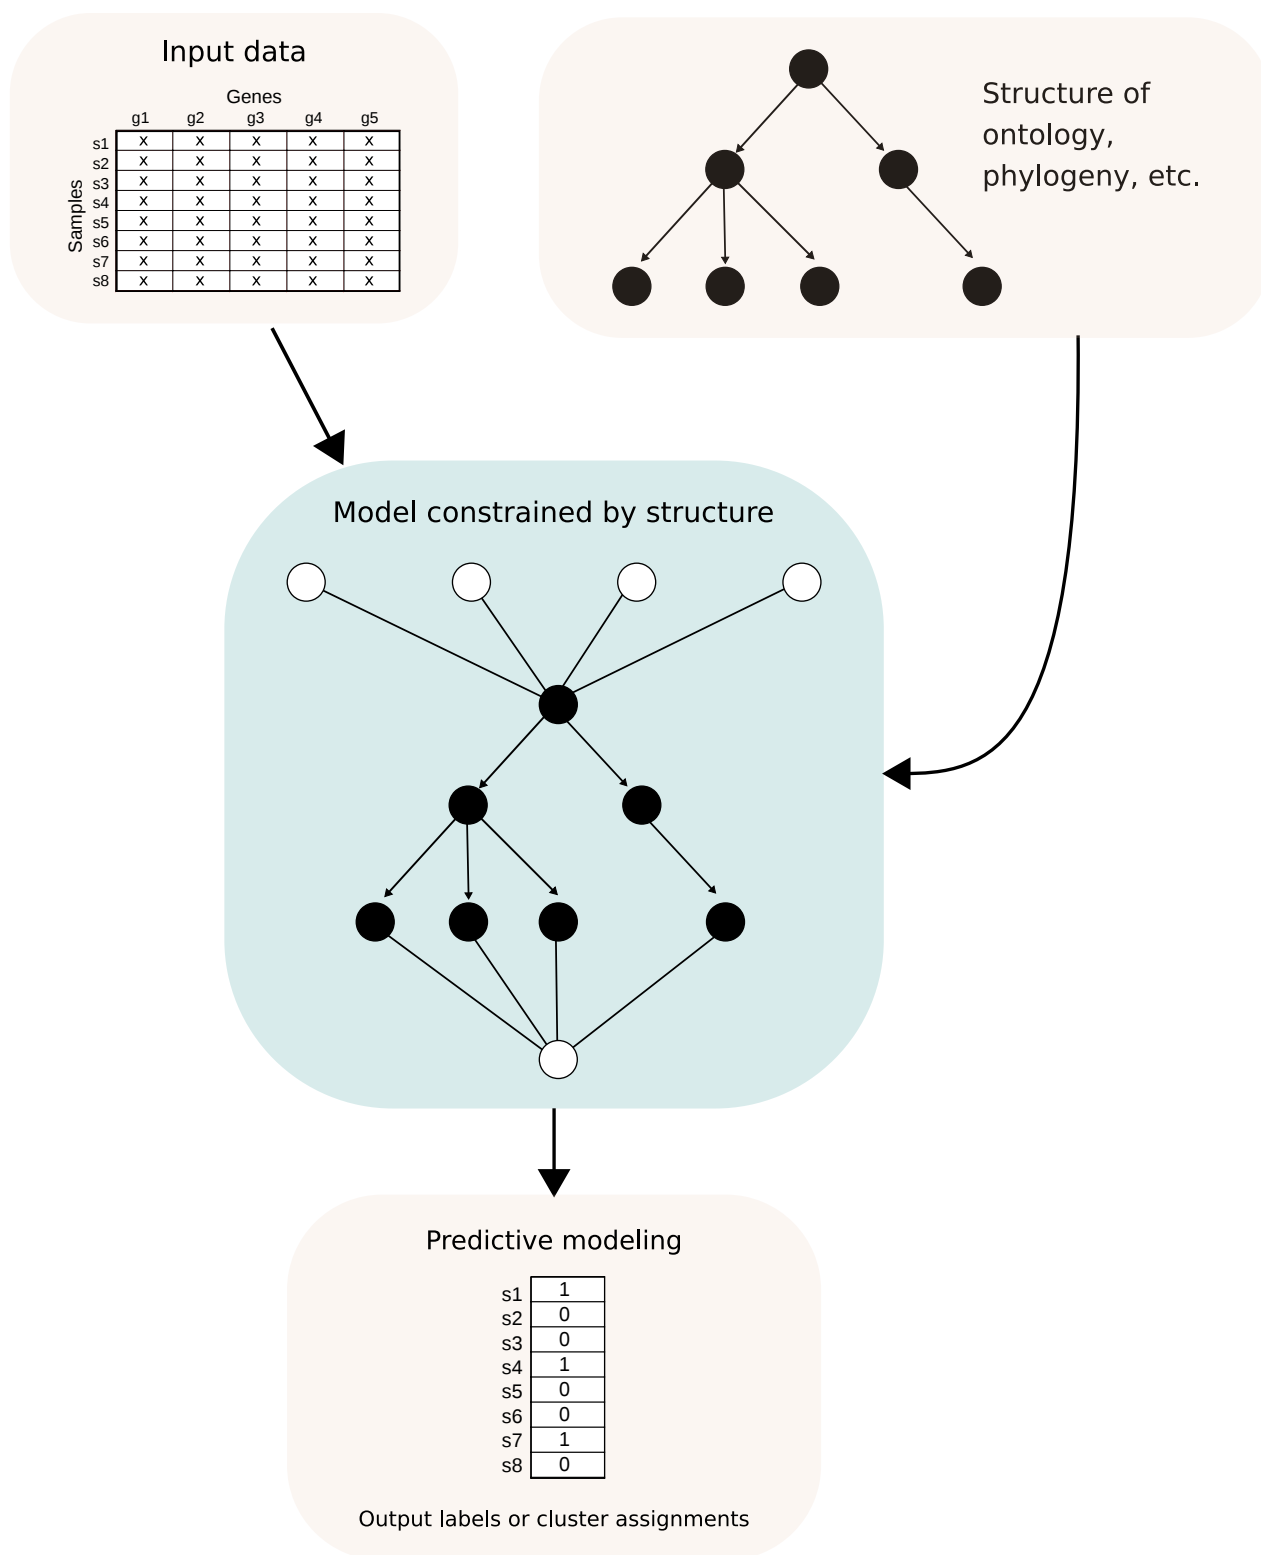 Input data
Genes
g1 g2 g3 g4 g5
Samples
s1 x x x x x
s2 x x x x x
s3 x x x x x
s4 x x x x x
s5 x x x x x
s6 x x x x x
s7 x x x x x
s8 x x x x x
Structure of
ontology,
phylogeny, etc.
Model constrained by structure
Predictive modeling
s1 1
s2 0
s3 0
s4 1
s5 0
s6 0
s7 1
s8 0
Output labels or cluster assignments